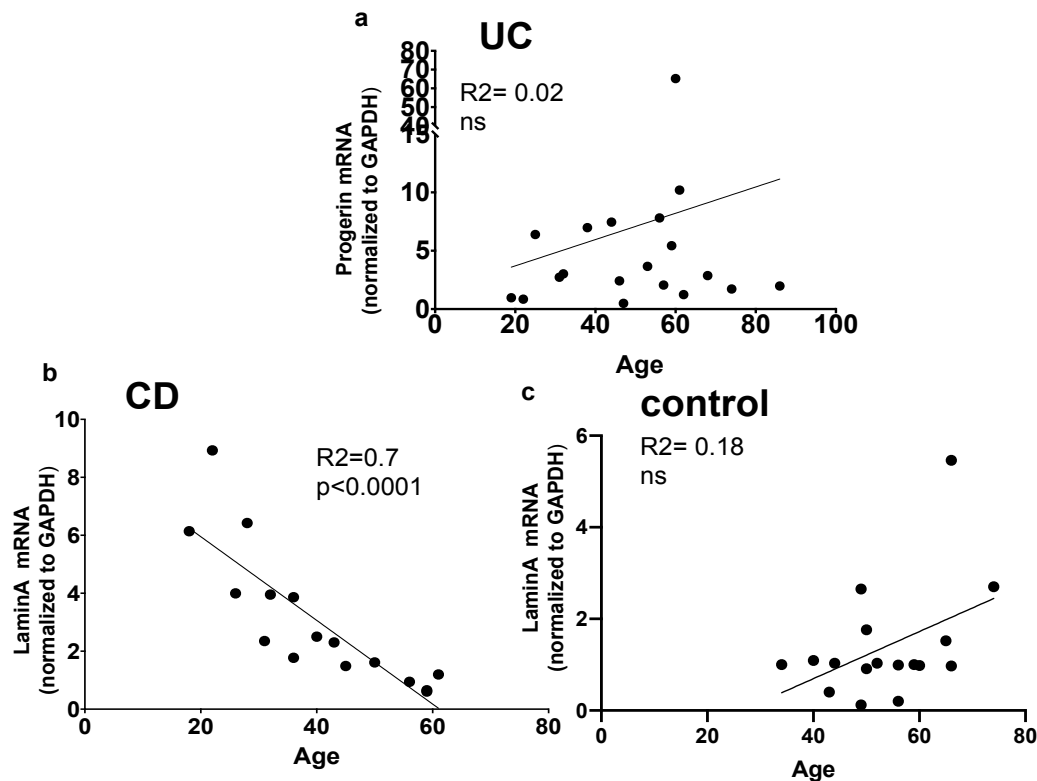 a
UC
R2= 0.02
ns
Progerin mRNA
(normalized to GAPDH)
80
70
65
60
50
40
15
10
5
0
0 20 40 60 80 100
Age
b
CD
R2=0.7
p<0.0001
LaminA mRNA
(normalized to GAPDH)
10
8
6
4
2
0
0 20 40 60 80
Age
c
control
R2= 0.18
ns
LaminA mRNA
(normalized to GAPDH)
6
4
2
0
0 20 40 60 80
Age